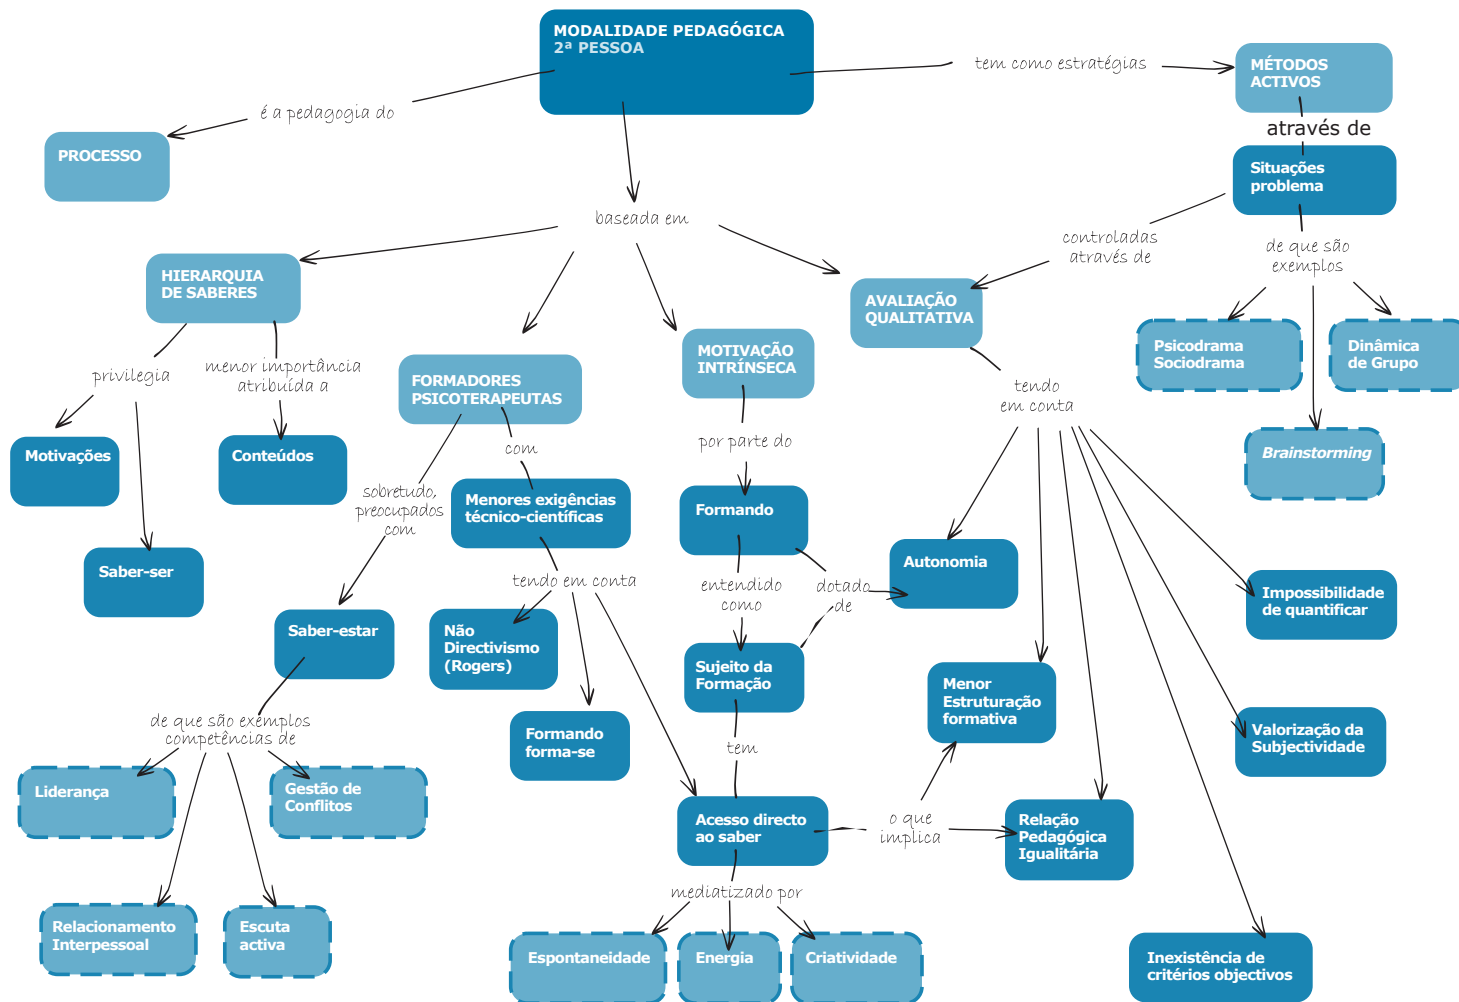 MODALIDADE PEDAGÓGICA
2ª PESSOA
tem como estratégias
MÉTODOS
ACTIVOS
é a pedagogia do
através de
PROCESSO
Situações
problema
baseada em
controladas
através de
de que são
exemplos
HIERARQUIA
DE SABERES
AVALIAÇÃO
QUALITATIVA
Psicodrama
Sociodrama
Dinâmica
de Grupo
MOTIVAÇÃO
INTRÍNSECA
privilegia
menor importância
atribuída a
FORMADORES
PSICOTERAPEUTAS
tendo
em conta
Motivações
Conteúdos
com
por parte do
Brainstorming
sobretudo,
preocupados
com
Menores exigências
técnico-científicas
Formando
Saber-ser
tendo em conta
entendido
como
dotado
de
Autonomia
Impossibilidade
de quantificar
Saber-estar
Não
Directivismo
(Rogers)
Sujeito da
Formação
Menor
Estruturação
formativa
de que são exemplos
competências de
Formando
forma-se
tem
Valorização da
Subjectividade
Liderança
Gestão de
Conflitos
Acesso directo
ao saber
o que
implica
Relação
Pedagógica
Igualitária
mediatizado por
Relacionamento
Interpessoal
Escuta
activa
Espontaneidade
Energia
Criatividade
Inexistência de
critérios objectivos